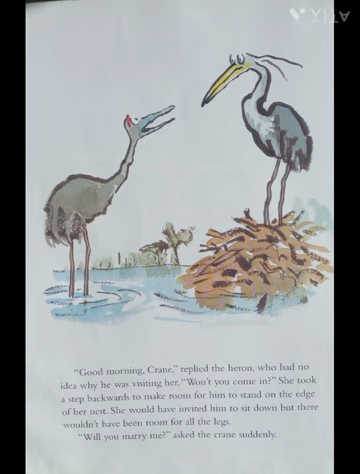 VIXIA
"Good morning, Crane," replied the heron, who had no
idea why he was visiting her. "Won't you come in?" She took
a step backwards to make room for him to stand on the edge
of her nest. She would have invited him to sit down but there
wouldn't have been room for all the legs.
"Will you marry me?" asked the crane suddenly.